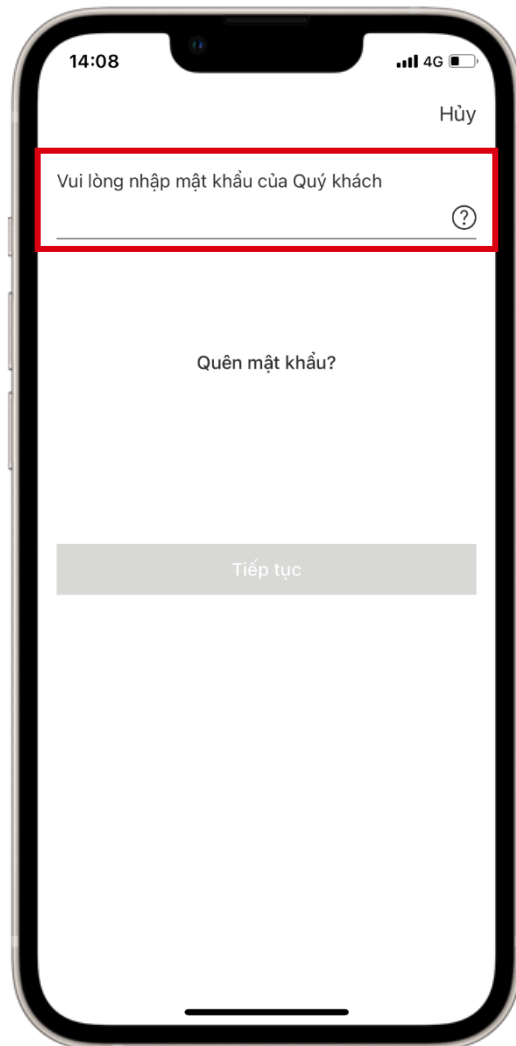 14:08 4G
Hủy
Vui lòng nhập mật khẩu của Quý khách
?
Quên mật khẩu?
Tiếp tục